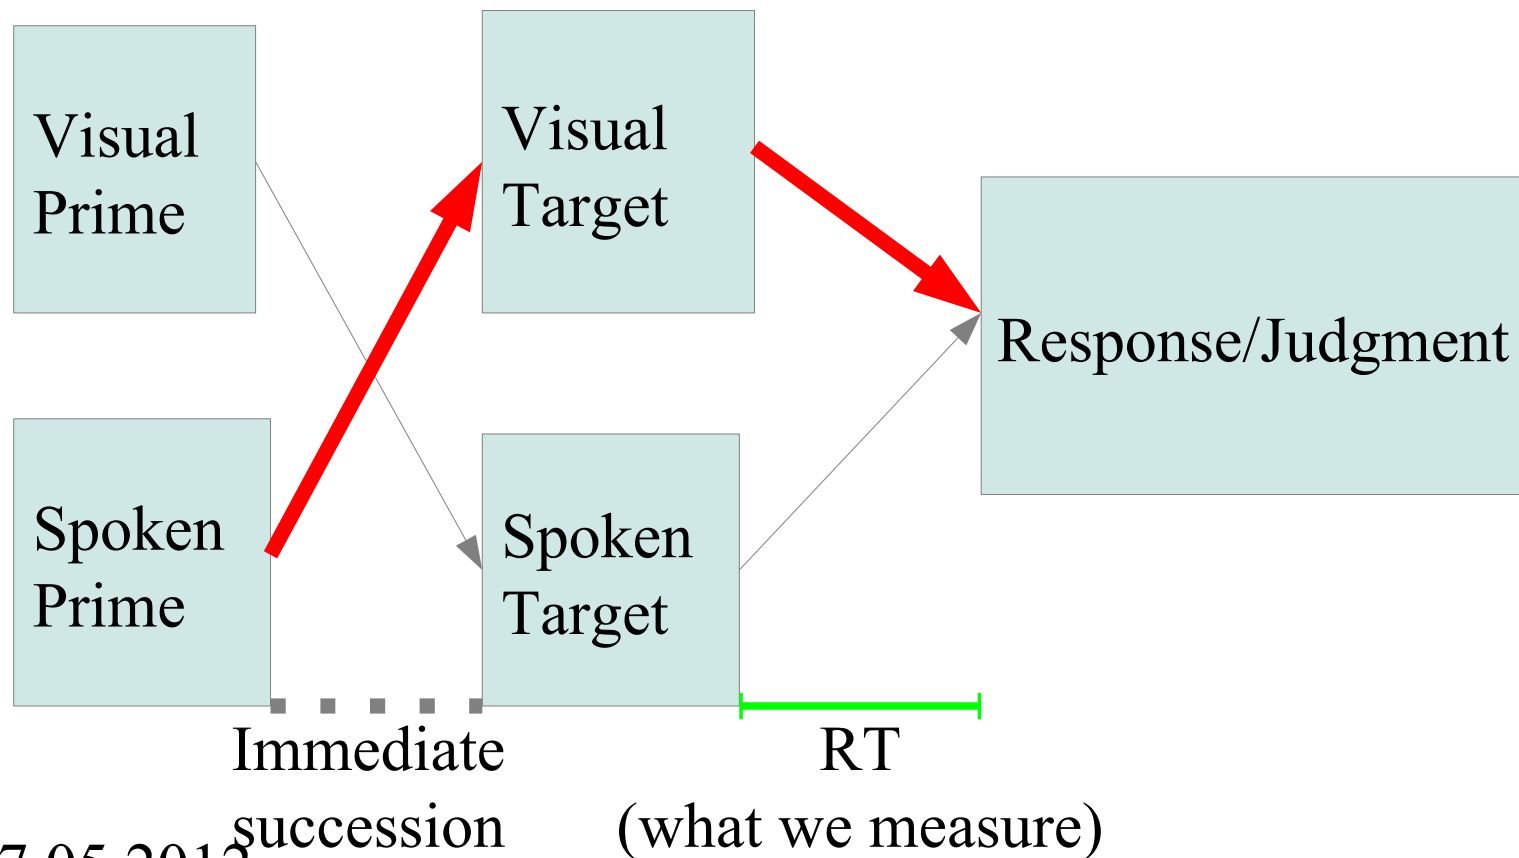 Visual
Prime
Visual
Target
Response/Judgment
Spoken
Prime
Spoken
Target
Immediate
succession
RT
(what we measure)